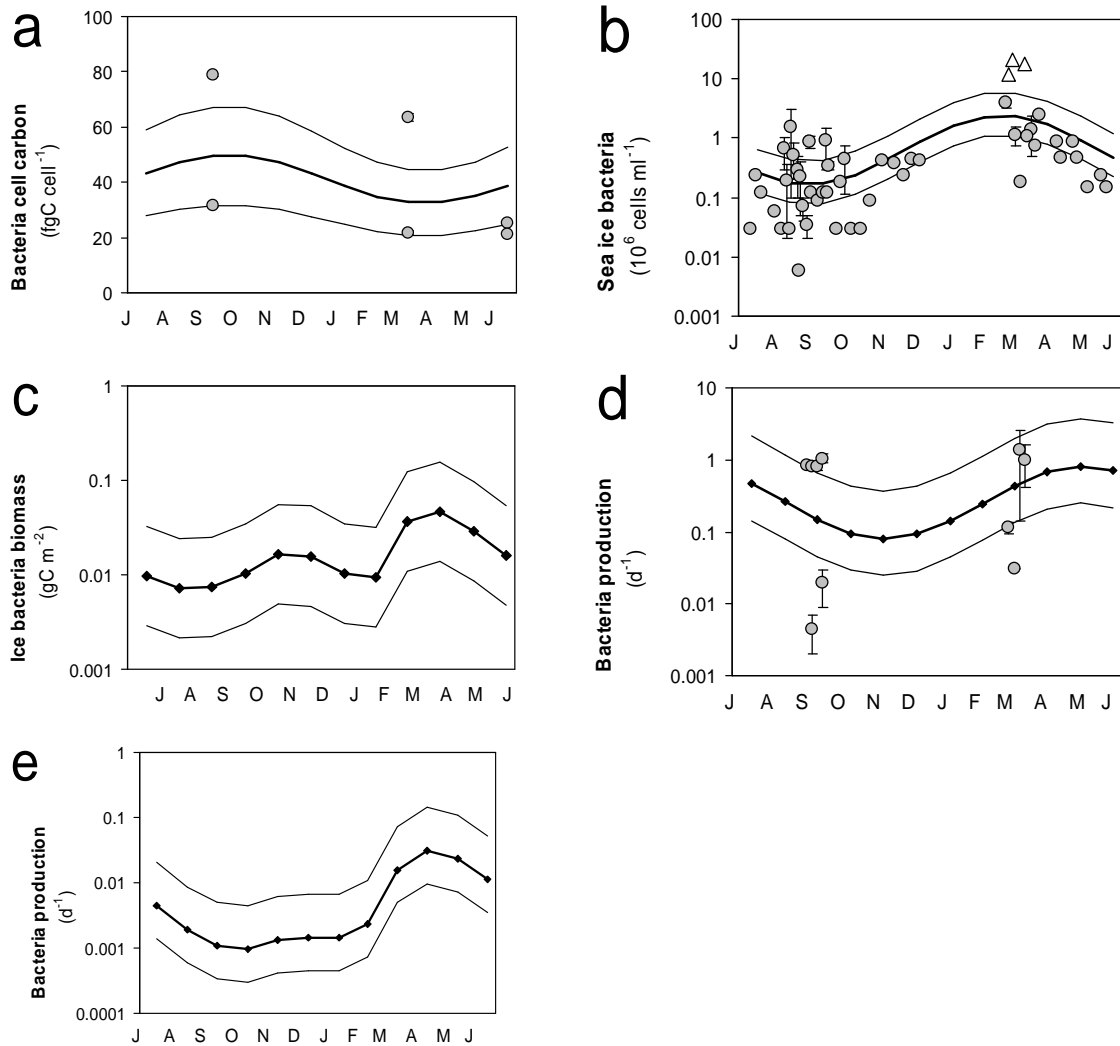 a
Bacteria cell carbon
(fgC cell-1)
100
80
60
40
20
0
J A S O N D J F M A M J
b
Sea ice bacteria
(10^6 cells ml-1)
100
10
1
0.1
0.01
0.001
J A S O N D J F M A M J
c
Ice bacteria biomass
(gC m-2)
1
0.1
0.01
0.001
J A S O N D J F M A M J
d
Bacteria production
(d-1)
10
1
0.1
0.01
0.001
J A S O N D J F M A M J
e
Bacteria production
(d-1)
1
0.1
0.01
0.001
0.0001
J A S O N D J F M A M J